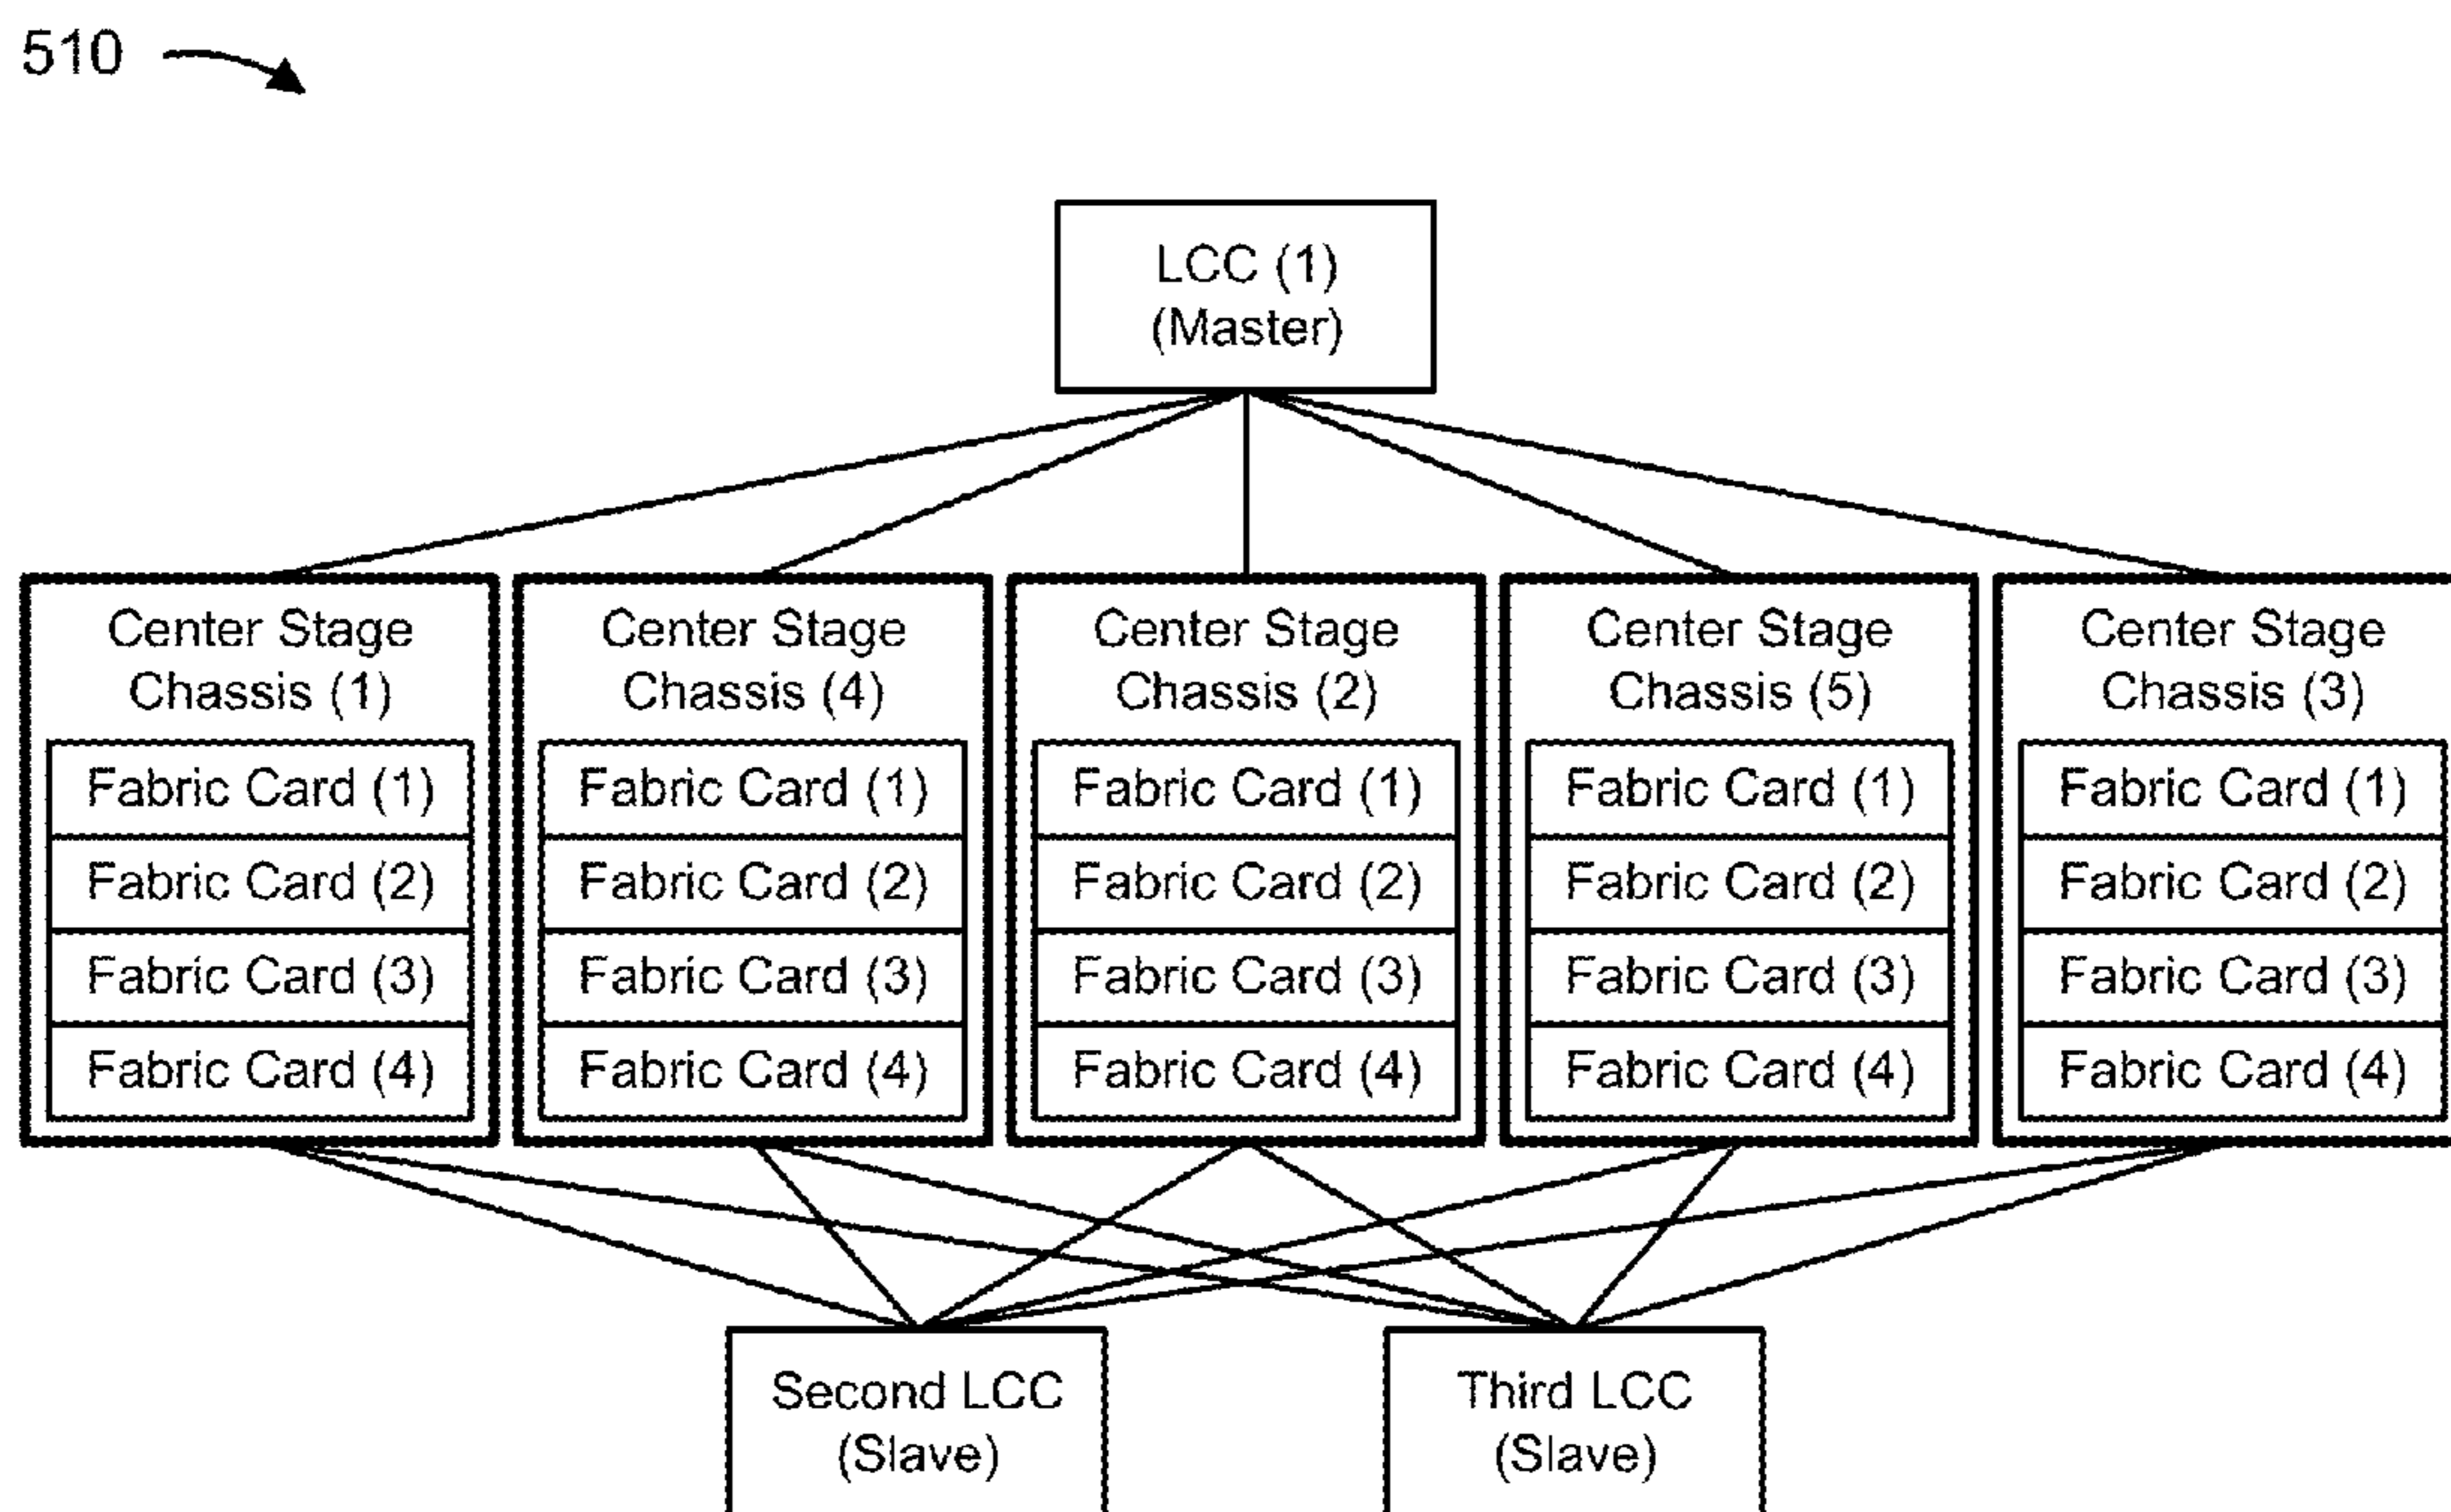 510
LCC (1)
(Master)
Center Stage
Chassis (1)
Fabric Card (1)
Fabric Card (2)
Fabric Card (3)
Fabric Card (4)
Center Stage
Chassis (4)
Fabric Card (1)
Fabric Card (2)
Fabric Card (3)
Fabric Card (4)
Center Stage
Chassis (2)
Fabric Card (1)
Fabric Card (2)
Fabric Card (3)
Fabric Card (4)
Center Stage
Chassis (5)
Fabric Card (1)
Fabric Card (2)
Fabric Card (3)
Fabric Card (4)
Center Stage
Chassis (3)
Fabric Card (1)
Fabric Card (2)
Fabric Card (3)
Fabric Card (4)
Second LCC
(Slave)
Third LCC
(Slave)